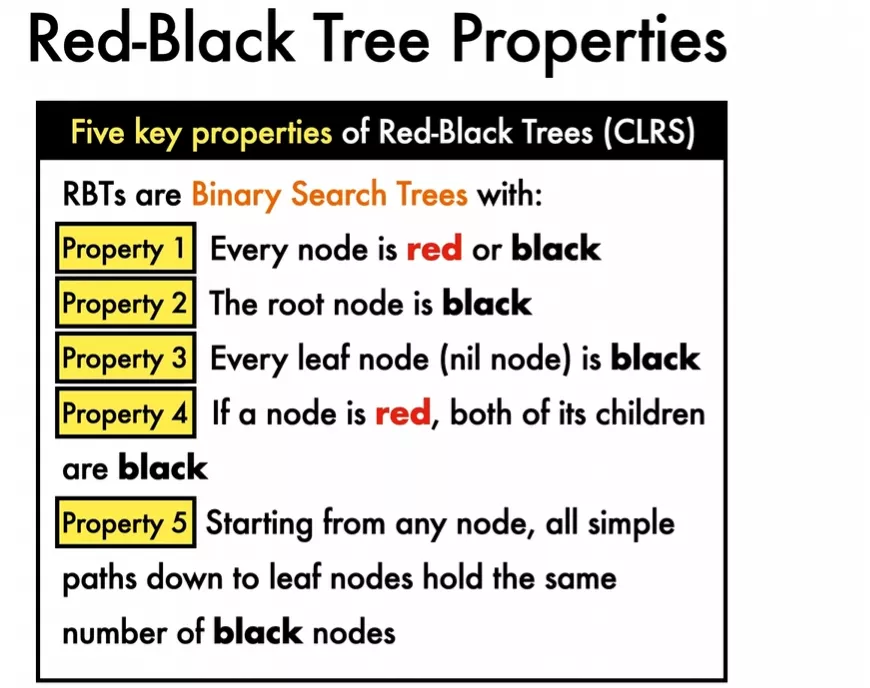 Red-Black Tree Properties
Five key properties of Red-Black Trees (CLRS)
RBTs are Binary Search Trees with:
Property 1 Every node is red or black
Property 2 The root node is black
Property 3 Every leaf node (nil node) is black
Property 4 If a node is red, both of its children
are black
Property 5 Starting from any node, all simple
paths down to leaf nodes hold the same
number of black nodes